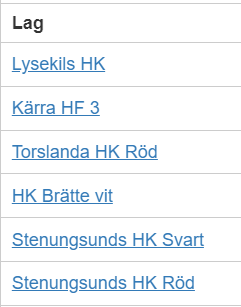 Lag
Lysekils HK
Kärra HF 3
Torslanda HK Röd
HK Brätte vit
Stenungsunds HK Svart
Stenungsunds HK Röd